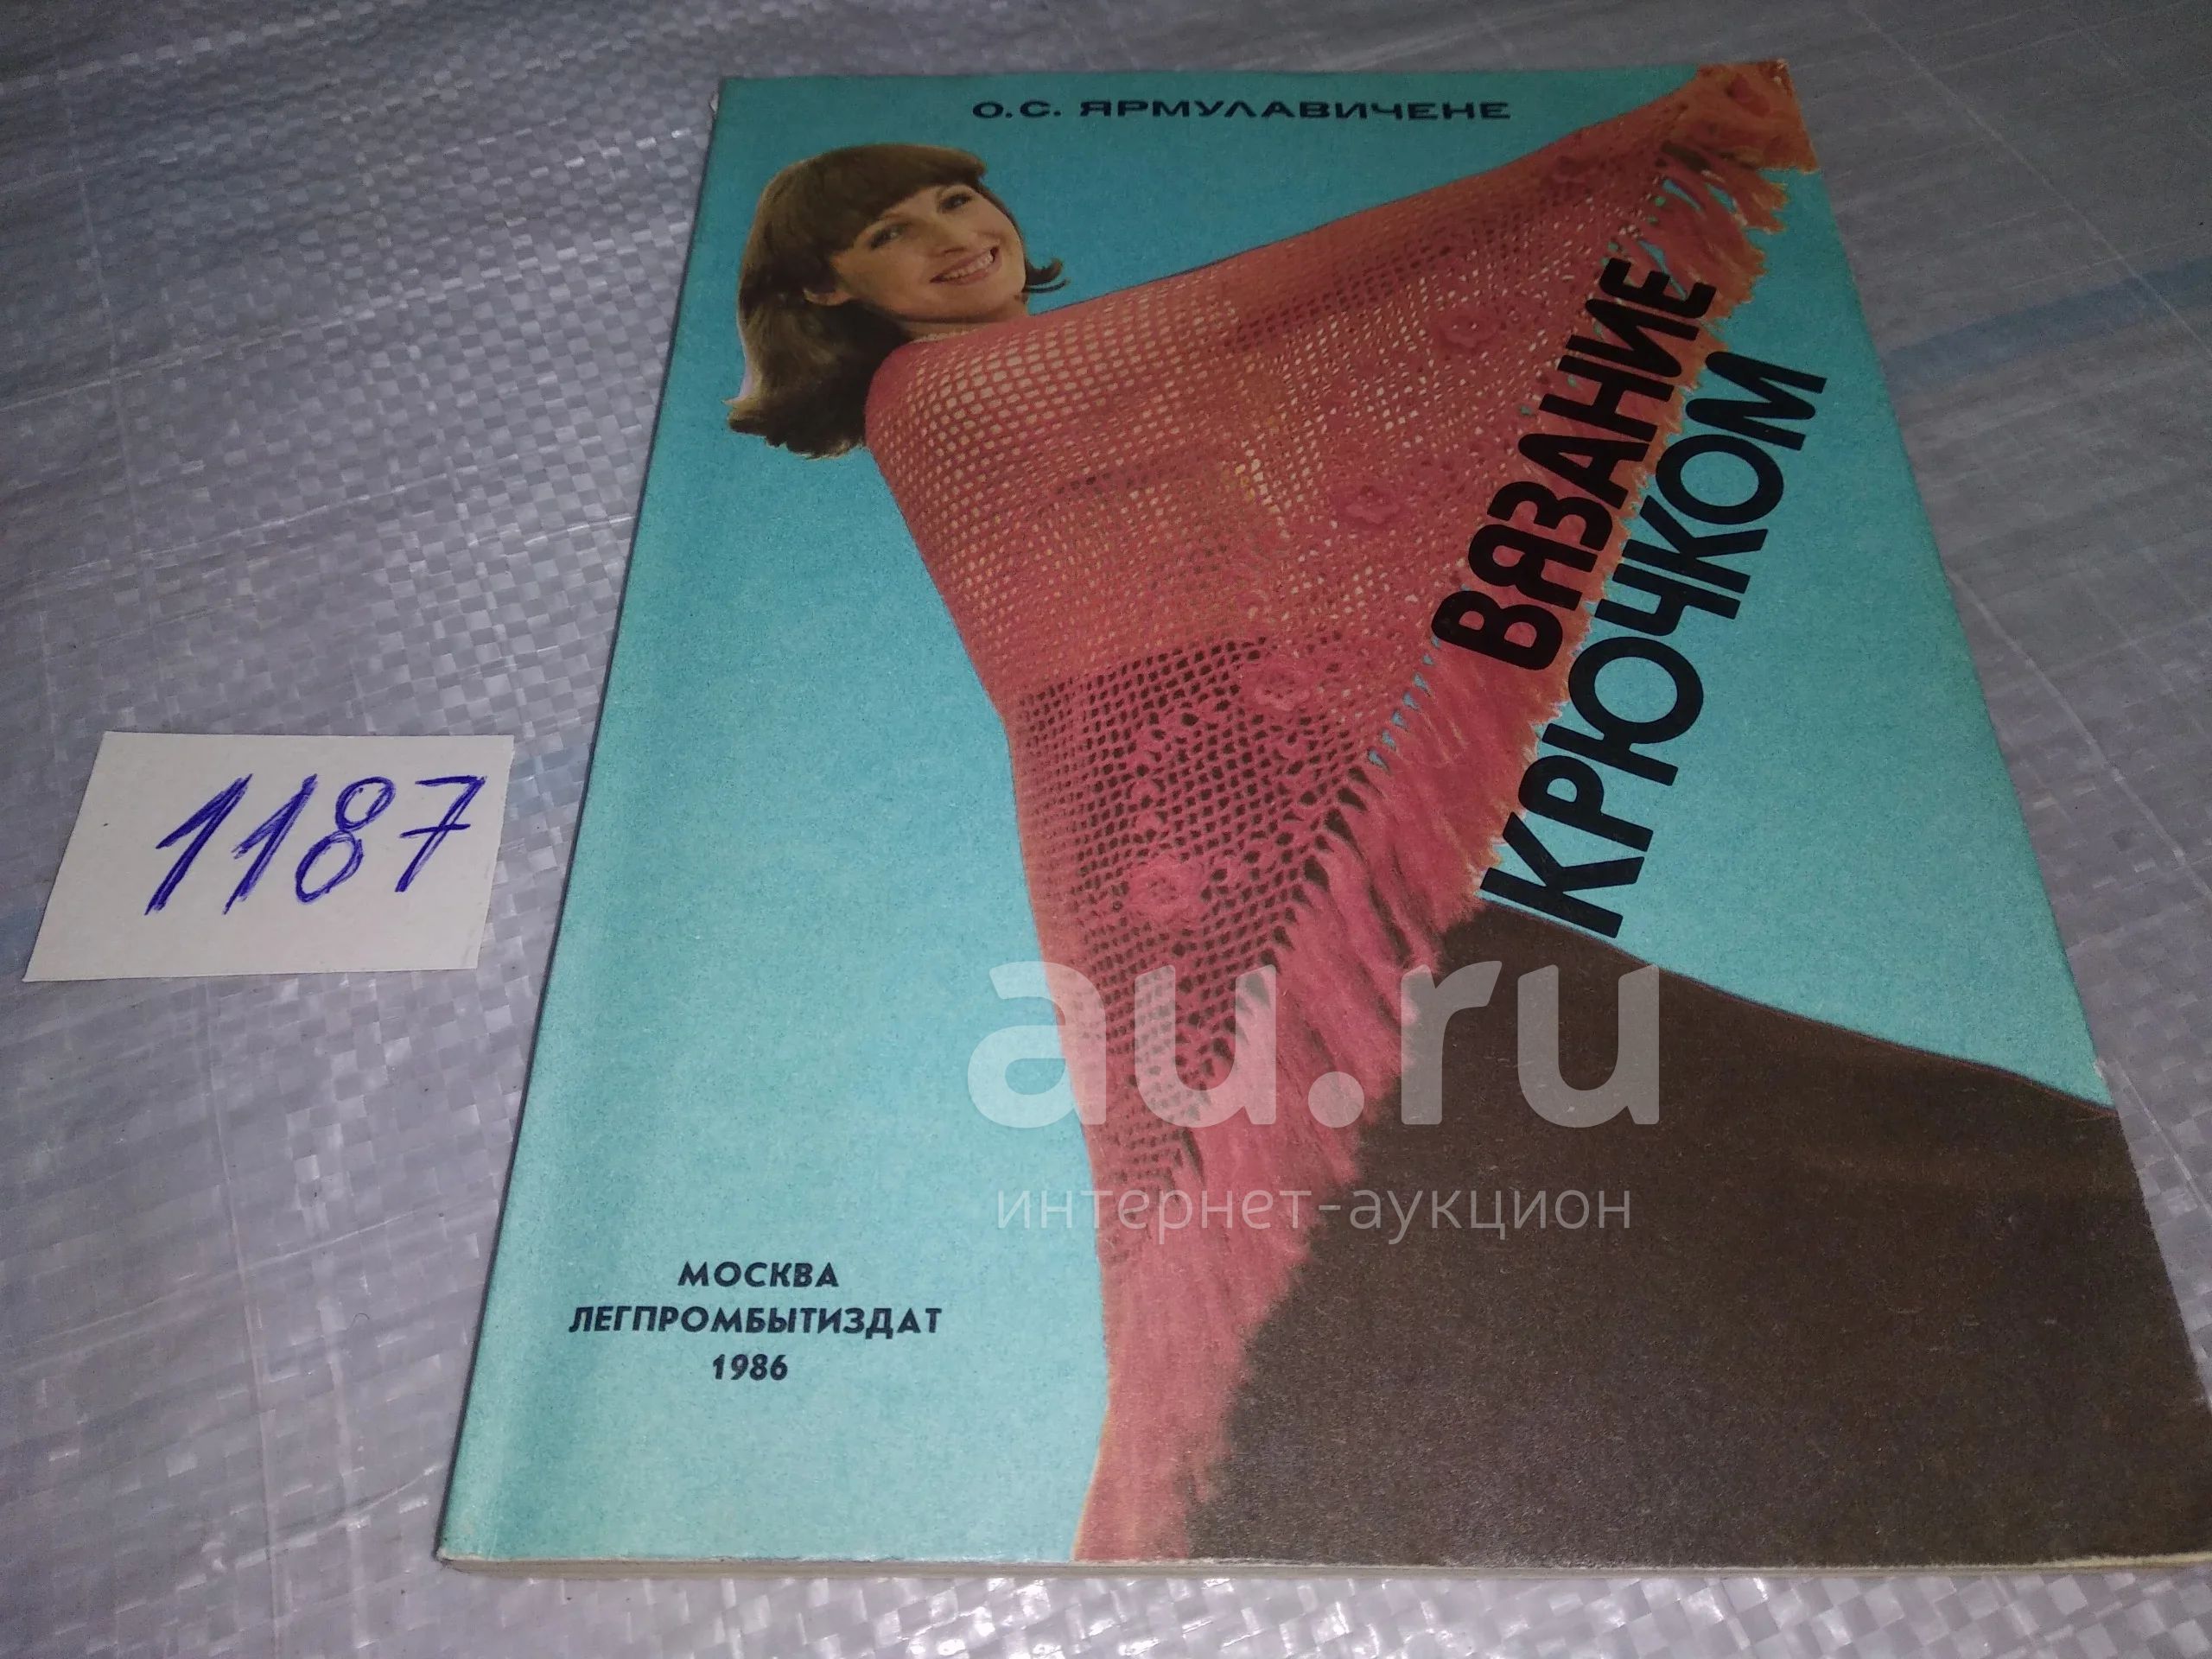 О.С. ЯРМУЛАВИЧЕНЕ
ВЯЗАНИЕ
КРЮЧКОМ
1187
au.ru
интернет-аукцион
МОСКВА
ЛЕГПРОМБЫТИЗДАТ
1986